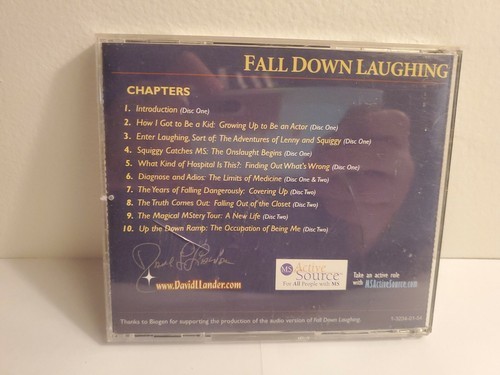 FALL DOWN LAUGHING
CHAPTERS
1. Introduction (Disc One)
2. How I Got to Be a Kid: Growing Up to Be an Actor (Disc One)
3. Enter Laughing, Sort of: The Adventures of Lenny and Squiggy (Disc One)
4. Squiggy Catches MS: The Onslaught Begins (Disc One)
5. What Kind of Hospital Is This?: Finding Out What's Wrong (Disc One)
6. Diagnose and Adios: The Limits of Medicine (Disc One & Two)
7. The Years of Falling Dangerously: Covering Up (Disc Two)
8. The Truth Comes Out: Falling Out of the Closet (Disc Two)
9. The Magical MStery Tour: A New Life (Disc Two)
10. Up the Down Ramp: The Occupation of Being Me (Disc Two)
David L Lander
www.DavidLLander.com
MS Active Source™
For All People with MS
Take an active role
with MSActiveSource.com
Thanks to Biogen for supporting the production of the audio version of Fall Down Laughing.